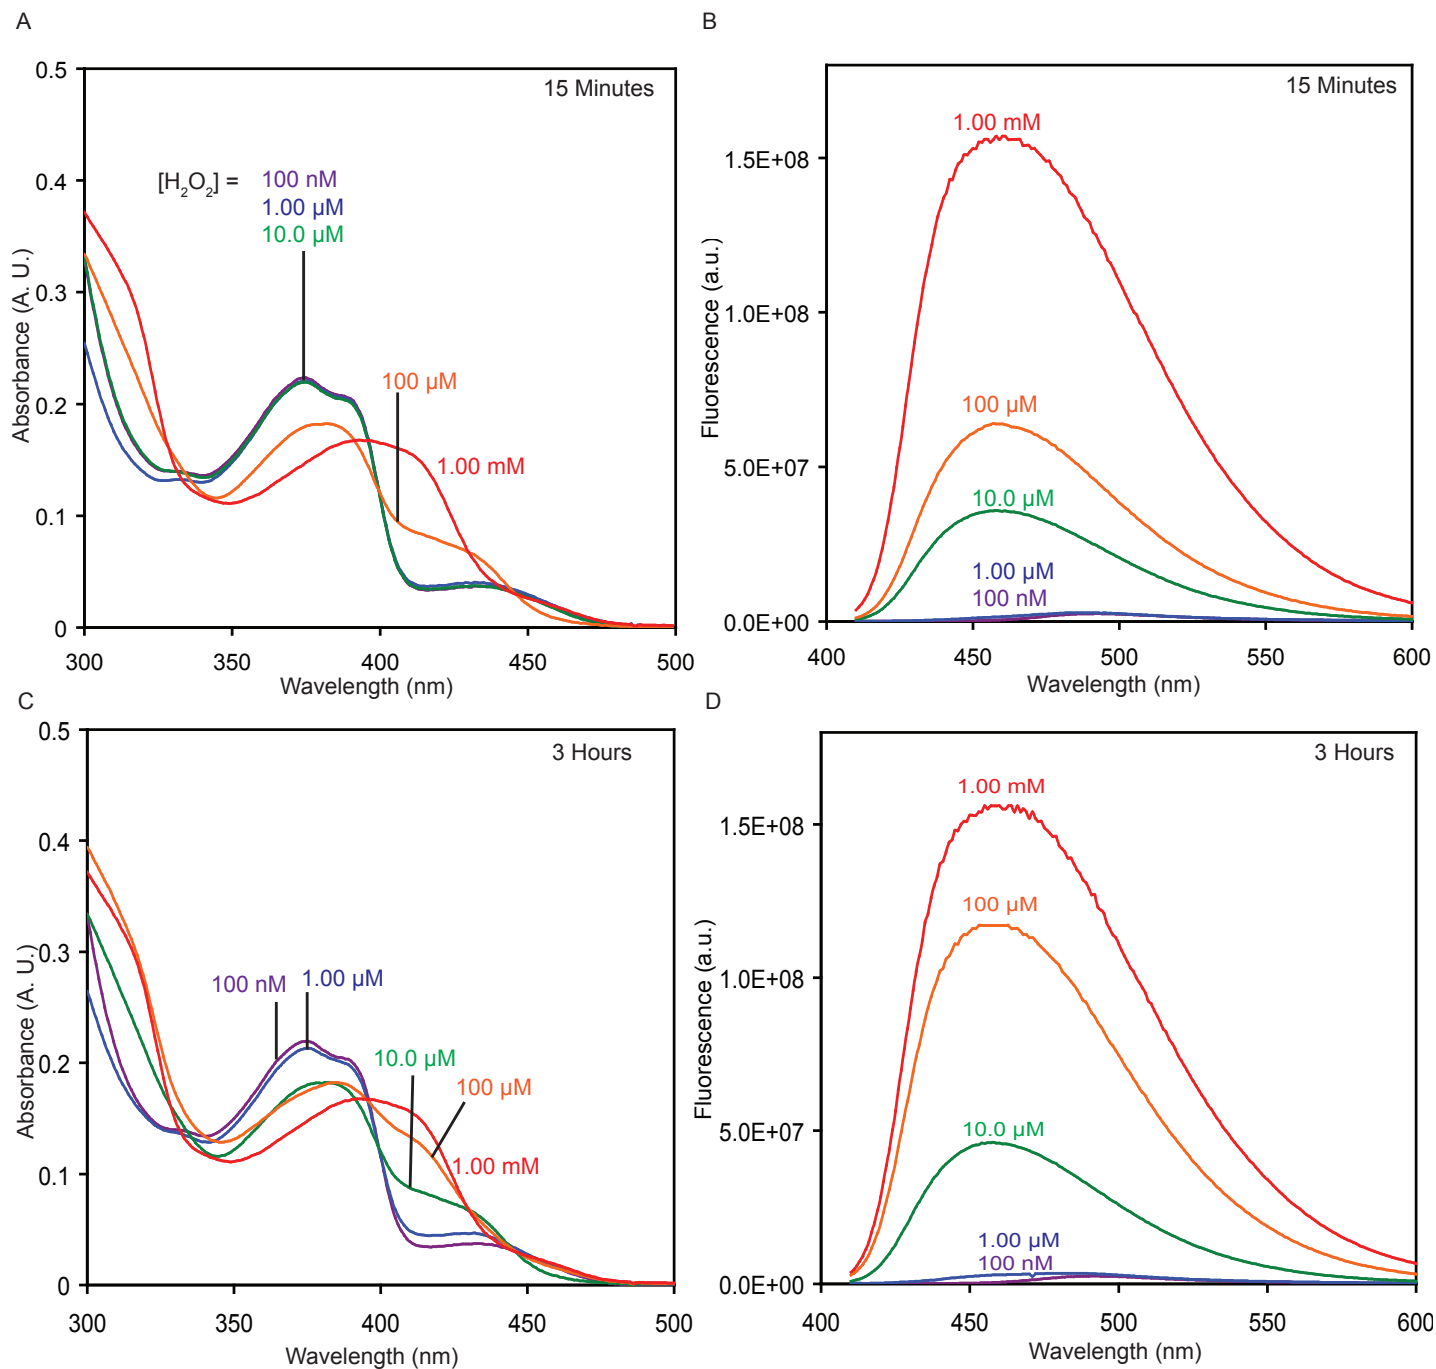 A
15 Minutes
[H₂O₂] =
100 nM
1.00 µM
10.0 µM
100 µM
1.00 mM
Absorbance (A. U.)
0.5
0.4
0.3
0.2
0.1
0
300
350
400
450
500
Wavelength (nm)
B
15 Minutes
1.00 mM
100 µM
10.0 µM
1.00 µM
100 nM
Fluorescence (a.u.)
1.5E+08
1.0E+08
5.0E+07
0.0E+00
400
450
500
550
600
Wavelength (nm)
C
3 Hours
100 nM
1.00 µM
10.0 µM
100 µM
1.00 mM
Absorbance (A. U.)
0.5
0.4
0.3
0.2
0.1
0
300
350
400
450
500
Wavelength (nm)
D
3 Hours
1.00 mM
100 µM
10.0 µM
1.00 µM
100 nM
Fluorescence (a.u.)
1.5E+08
1.0E+08
5.0E+07
0.0E+00
400
450
500
550
600
Wavelength (nm)